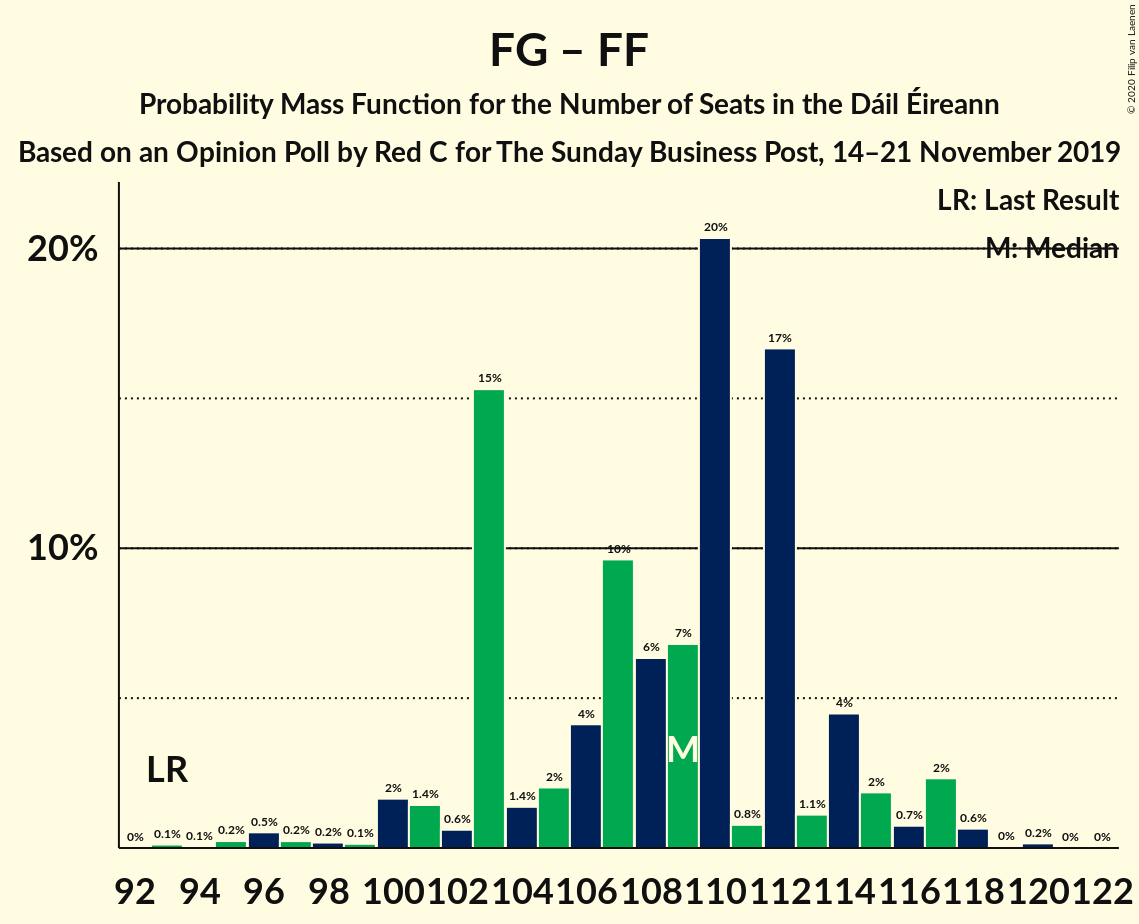 FG – FF
Probability Mass Function for the Number of Seats in the Dáil Éireann
Based on an Opinion Poll by Red C for The Sunday Business Post, 14–21 November 2019
© 2020 Filip van Laenen
LR: Last Result
M: Median
20%
10%
0% 0.1% 0.1% 0.2% 0.5% 0.2% 0.2% 0.1% 2% 1.4% 0.6% 15% 1.4% 2% 4% 10% 6% 7% 20% 0.8% 17% 1.1% 4% 2% 0.7% 2% 0.6% 0% 0.2% 0% 0%
LR
M
92 94 96 98 100 102 104 106 108 110 112 114 116 118 120 122